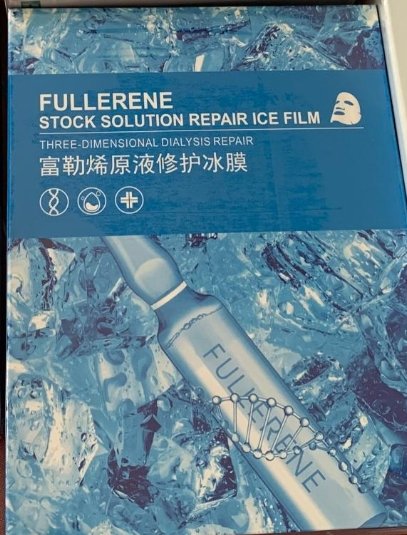 FULLERENE
STOCK SOLUTION REPAIR ICE FILM
THREE-DIMENSIONAL DIALYSIS REPAIR
富勒烯原液修护冰膜
FULLERENE